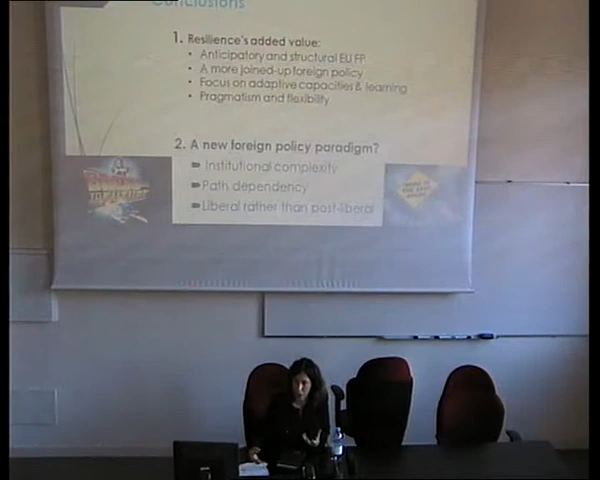 Conclusions
1. Resilience's added value:
• Anticipatory and structural EU FP
• A more joined-up foreign policy
• Focus on adaptive capacities & learning
• Pragmatism and flexibility
2. A new foreign policy paradigm?
Institutional complexity
Path dependency
Liberal rather than post-liberal